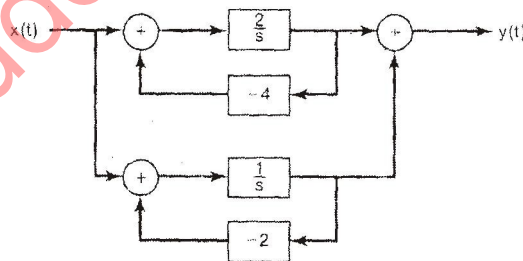 x(t) + 2/s + y(t)
-4
+ 1/s
-2